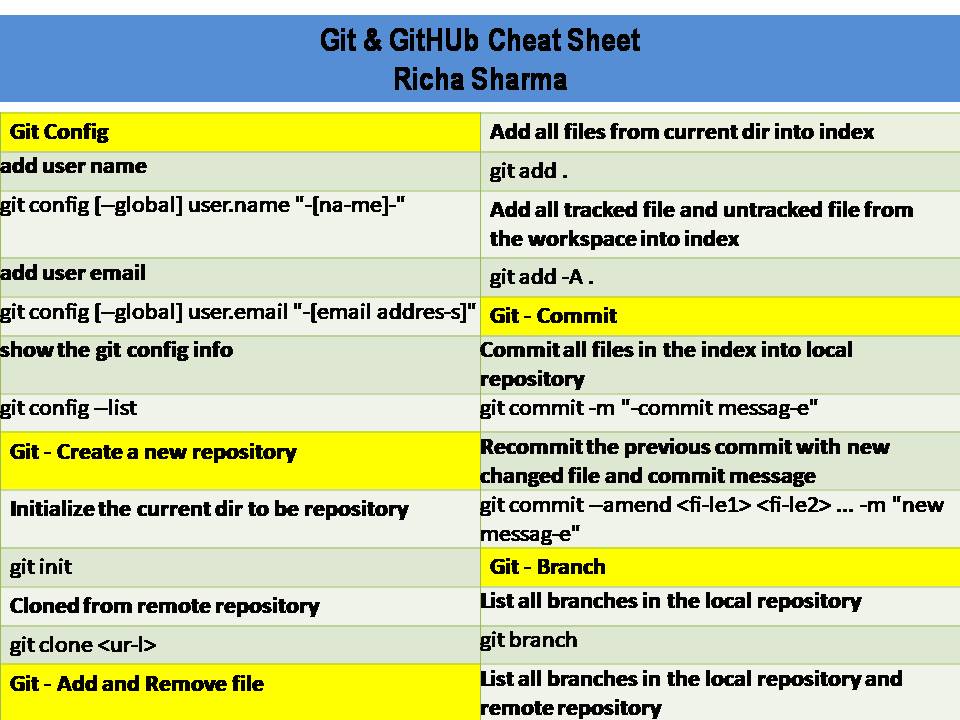 Git & GitHUb Cheat Sheet
Richa Sharma
Git Config
add user name
git config [--global] user.name "-[na-me]-"
add user email
git config [--global] user.email "-[email addres-s]"
show the git config info
git config --list
Git - Create a new repository
Initialize the current dir to be repository
git init
Cloned from remote repository
git clone <ur-l>
Git - Add and Remove file
Add all files from current dir into index
git add .
Add all tracked file and untracked file from
the workspace into index
git add -A .
Git - Commit
Commit all files in the index into local
repository
git commit -m "-commit messag-e"
Recommit the previous commit with new
changed file and commit message
git commit --amend <fi-le1> <fi-le2> ... -m "new
messag-e"
Git - Branch
List all branches in the local repository
git branch
List all branches in the local repository and
remote repository